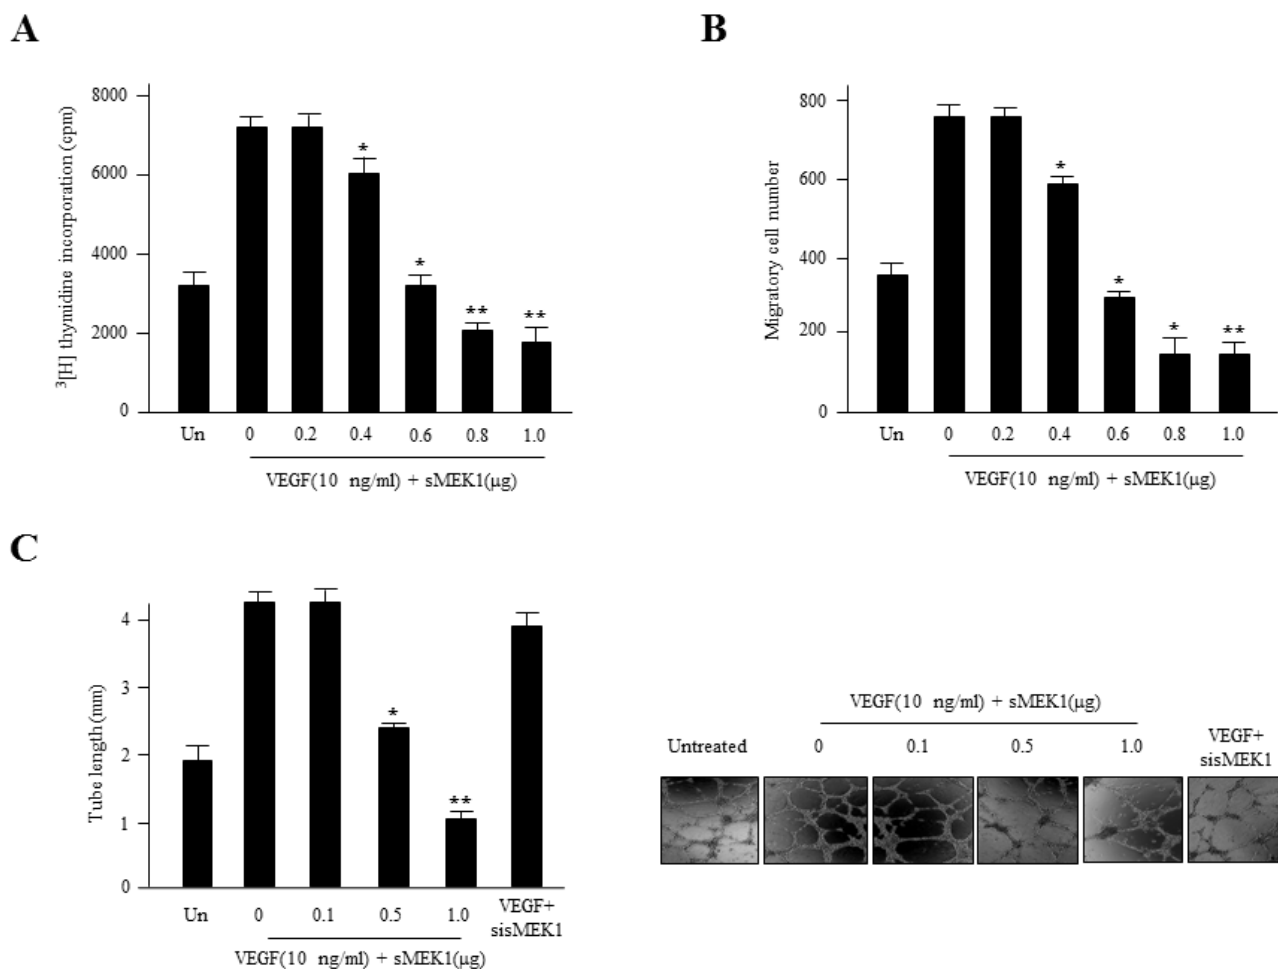 A
³[H] thymidine incorporation (cpm)
8000
6000
4000
2000
0
*
*
**
**
Un 0 0.2 0.4 0.6 0.8 1.0
VEGF(10 ng/ml) + sMEK1(μg)
B
Migratory cell number
800
600
400
200
0
*
*
*
**
Un 0 0.2 0.4 0.6 0.8 1.0
VEGF(10 ng/ml) + sMEK1(μg)
C
Tube length (mm)
4
3
2
1
0
*
**
Un 0 0.1 0.5 1.0 VEGF+
sisMEK1
VEGF(10 ng/ml) + sMEK1(μg)
VEGF(10 ng/ml) + sMEK1(μg)
Untreated 0 0.1 0.5 1.0 VEGF+
sisMEK1